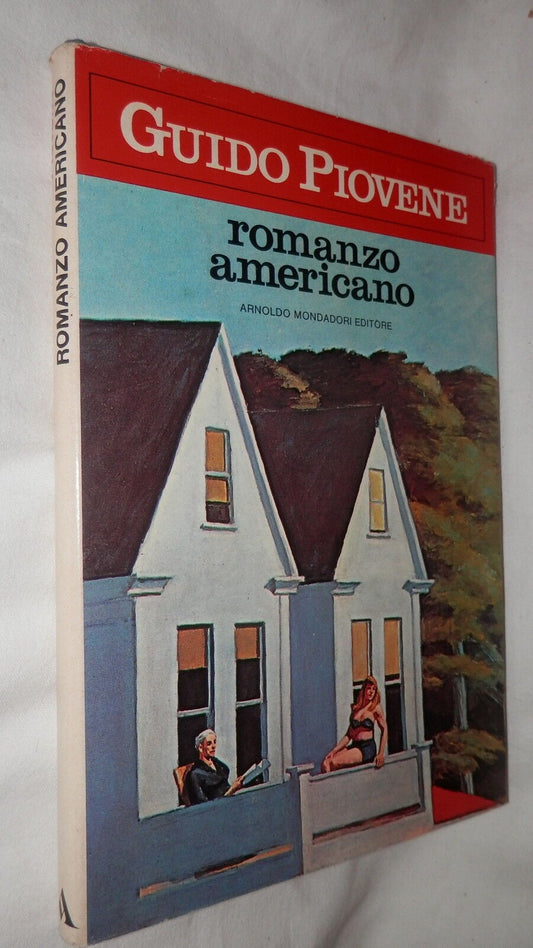 GUIDO PIOVENE
romanzo
americano
ARNOLDO MONDADORI EDITORE
ROMANZO AMERICANO